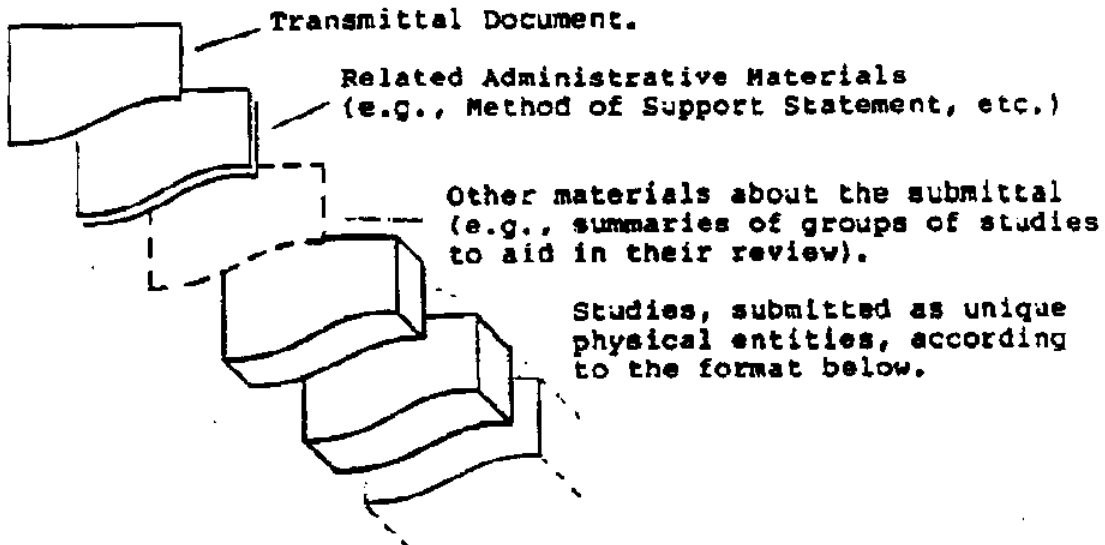 Transmittal Document.
Related Administrative Materials
(e.g., Method of Support Statement, etc.)
Other materials about the submittal
(e.g., summaries of groups of studies
to aid in their review).
Studies, submitted as unique
physical entities, according
to the format below.